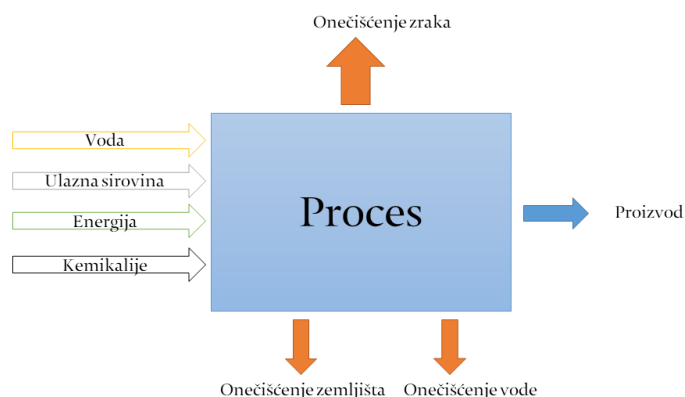 Onečišćenje zraka
Voda
Ulazna sirovina
Energija
Kemikalije
Proces
Proizvod
Onečišćenje zemljišta
Onečišćenje vode